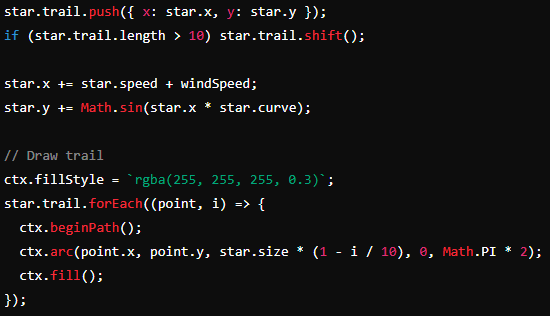 star.trail.push({ x: star.x, y: star.y });
if (star.trail.length > 10) star.trail.shift();

star.x += star.speed + windSpeed;
star.y += Math.sin(star.x * star.curve);

// Draw trail
ctx.fillStyle = `rgba(255, 255, 255, 0.3)`;
star.trail.forEach((point, i) => {
  ctx.beginPath();
  ctx.arc(point.x, point.y, star.size * (1 - i / 10), 0, Math.PI * 2);
  ctx.fill();
});